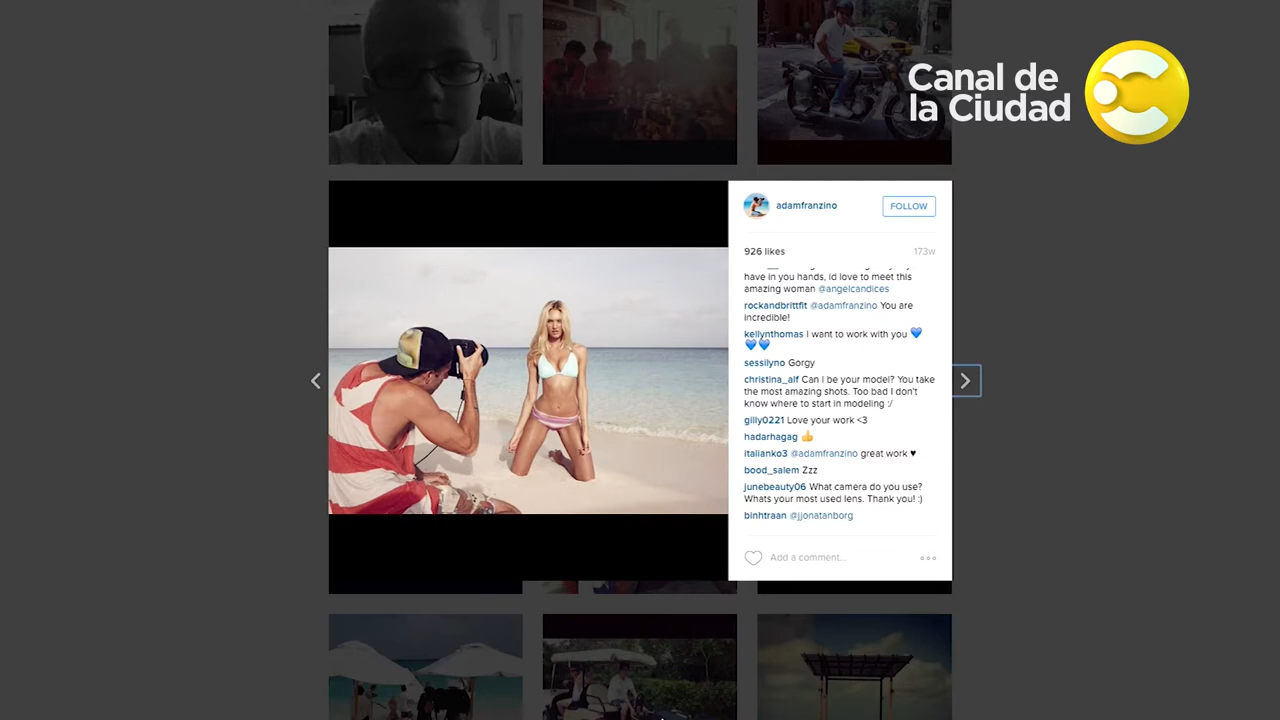 Canal de
la Ciudad
adamfranzino
FOLLOW
926 likes
173w
have in you hands, id love to meet this
amazing woman @angelcandices
rockandbrittfit @adamfranzino You are
incredible!
kellynthomas I want to work with you 💙
💙💙
sessilyno Gorgy
christina_alf Can I be your model? You take
the most amazing shots. Too bad I don't
know where to start in modeling :/
gilly0221 Love your work <3
hadarhagag 👍
italianko3 @adamfranzino great work ♥
bood_salem Zzz
junebeauty06 What camera do you use?
Whats your most used lens. Thank you! :)
binhtraan @jjonatanborg
Add a comment...